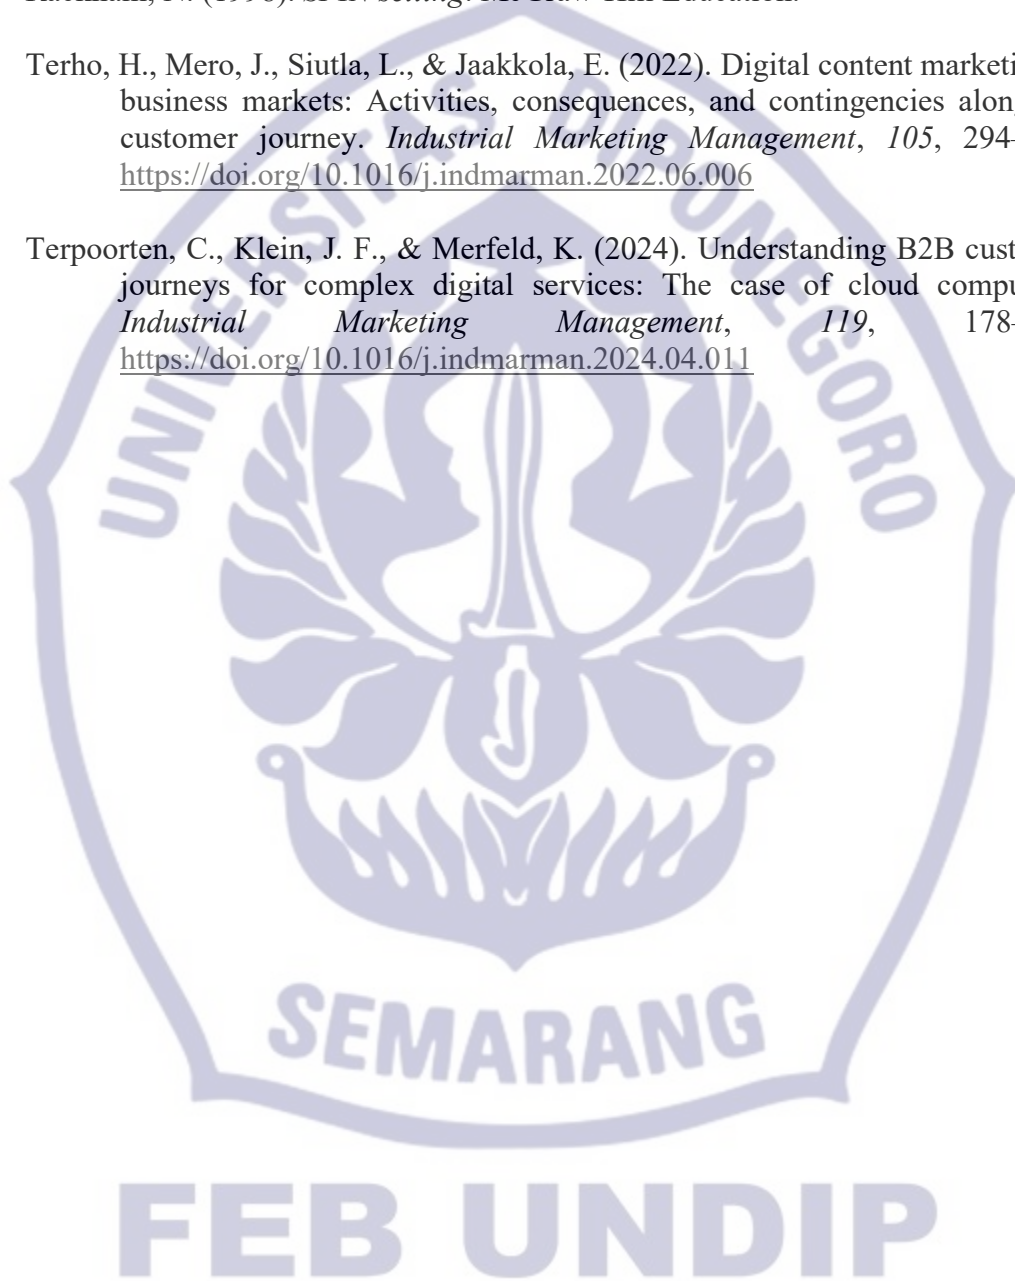 Terho, H., Mero, J., Siutla, L., & Jaakkola, E. (2022). Digital content marketi
business markets: Activities, consequences, and contingencies alon
customer journey. Industrial Marketing Management, 105, 294–
https://doi.org/10.1016/j.indmarman.2022.06.006
Terpoorten, C., Klein, J. F., & Merfeld, K. (2024). Understanding B2B cust
journeys for complex digital services: The case of cloud compu
Industrial Marketing Management, 119, 178–
https://doi.org/10.1016/j.indmarman.2024.04.011
UNIVERSITAS DIPONEGORO
SEMARANG
FEB UNDIP